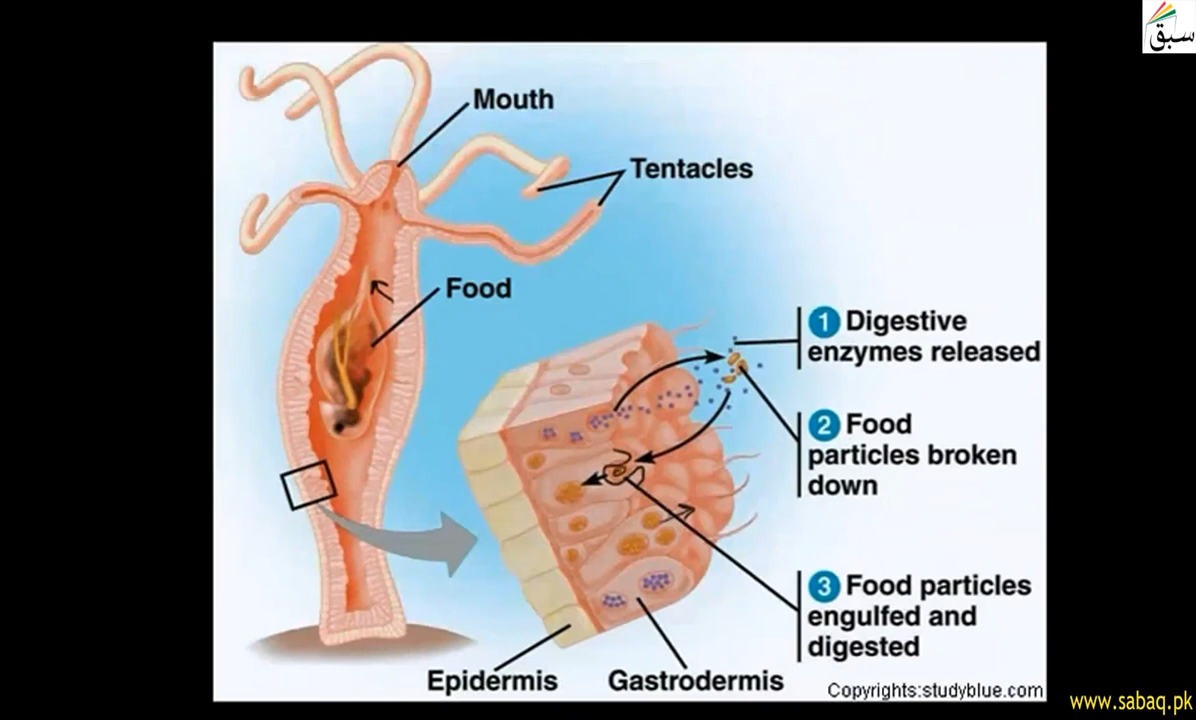 سبق
Mouth
Tentacles
Food
1 Digestive
enzymes released
2 Food
particles broken
down
3 Food particles
engulfed and
digested
Epidermis
Gastrodermis
Copyrights:studyblue.com
www.sabaq.pk